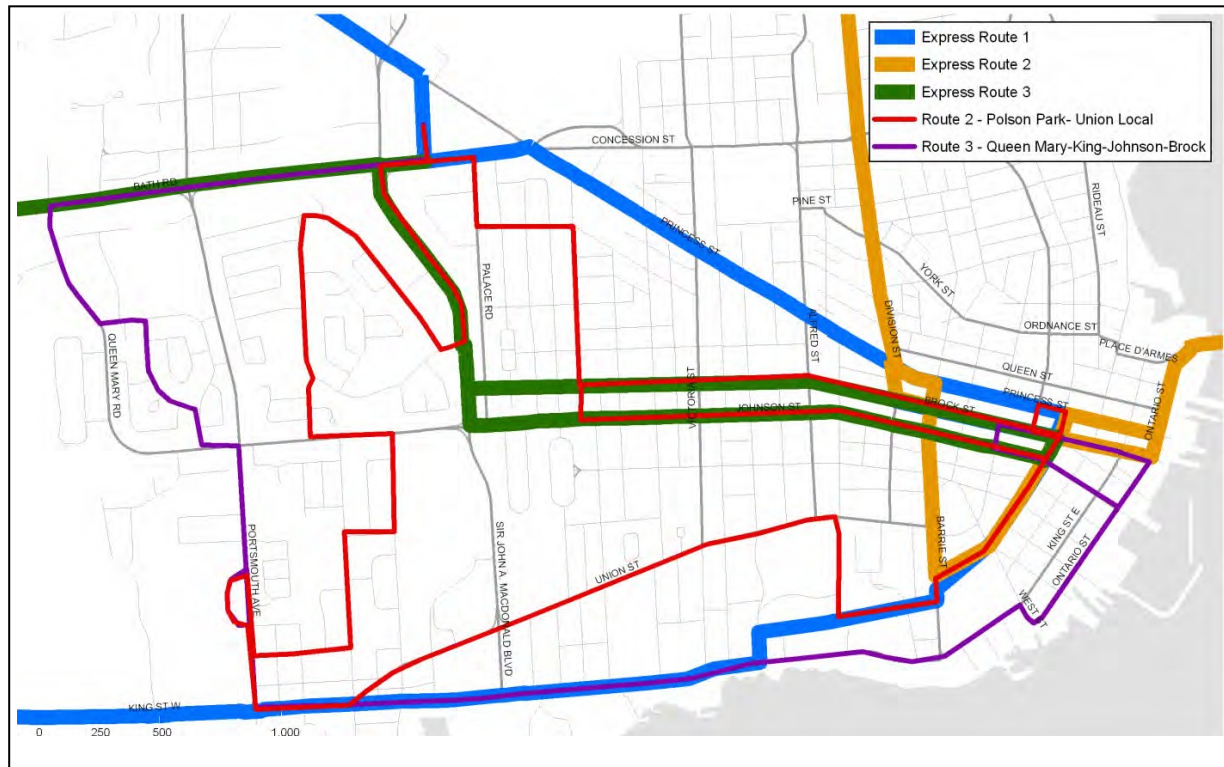 Express Route 1
Express Route 2
Express Route 3
Route 2 - Polson Park- Union Local
Route 3 - Queen Mary-King-Johnson-Brock
CONCESSION ST
BATH RD
RIDEAU ST
PINE ST
PRINCESS ST
YORK ST
PALACE RD
DIVISION ST
ALFRED ST
ORDNANCE ST
PLACE D'ARMES
QUEEN MARY RD
QUEEN ST
VICTORIA ST
PRINCESS ST
BROCK ST
JOHNSON ST
ONTARIO ST
PORTSMOUTH AVE
SIR JOHN A. MACDONALD BLVD
UNION ST
BARRIE ST
KING ST E
ONTARIO ST
WEST ST
KING ST W
0 250 500 1,000